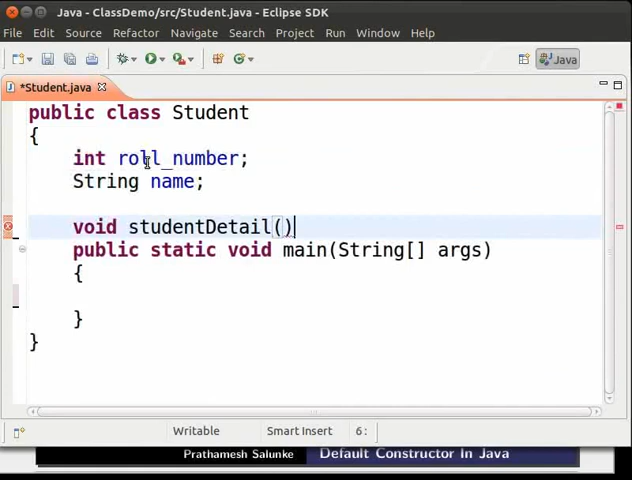 Java - ClassDemo/src/Student.java - Eclipse SDK
File Edit Source Refactor Navigate Search Project Run Window Help
Java
*Student.java
public class Student
{
int roll_number;
String name;
void studentDetail()
public static void main(String[] args)
{
}
}
Writable Smart Insert 6:
Prathamesh Salunke Default Constructor In Java